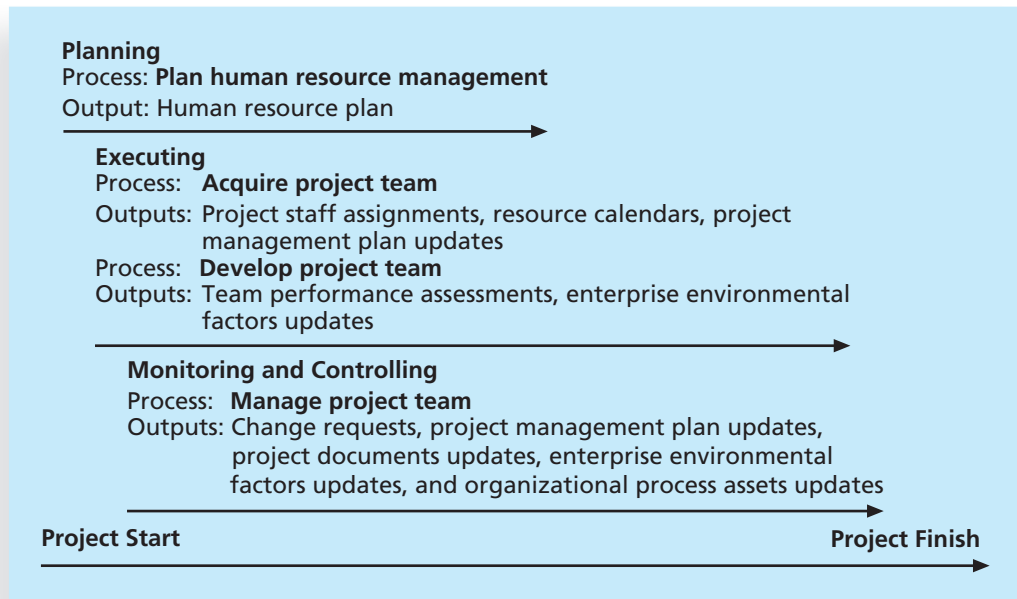 Planning
Process: Plan human resource management
Output: Human resource plan
Executing
Process: Acquire project team
Outputs: Project staff assignments, resource calendars, project
management plan updates
Process: Develop project team
Outputs: Team performance assessments, enterprise environmental
factors updates
Monitoring and Controlling
Process: Manage project team
Outputs: Change requests, project management plan updates,
project documents updates, enterprise environmental
factors updates, and organizational process assets updates
Project Start Project Finish